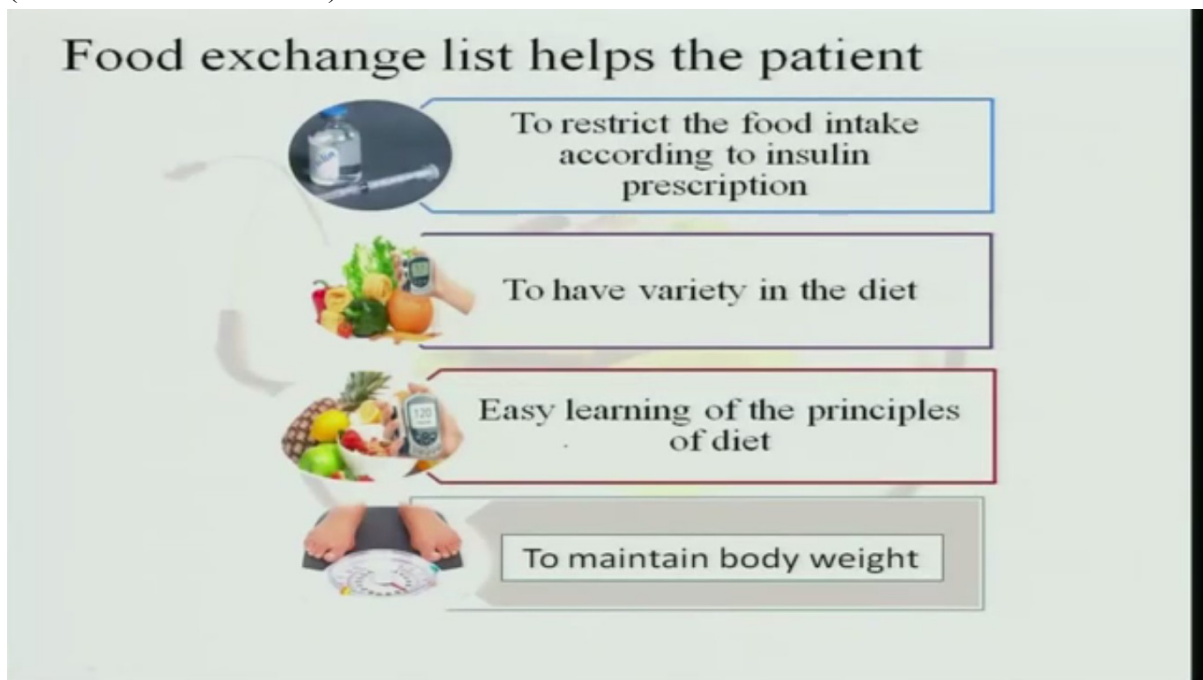 Food exchange list helps the patient
To restrict the food intake
according to insulin
prescription
To have variety in the diet
Easy learning of the principles
of diet
120
To maintain body weight